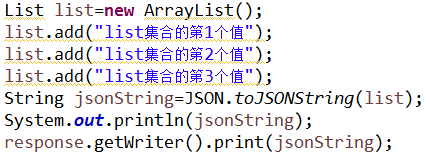 List list=new ArrayList();
list.add("list集合的第1个值");
list.add("list集合的第2个值");
list.add("list集合的第3个值");
String jsonString=JSON.toJSONString(list);
System.out.println(jsonString);
response.getWriter().print(jsonString);